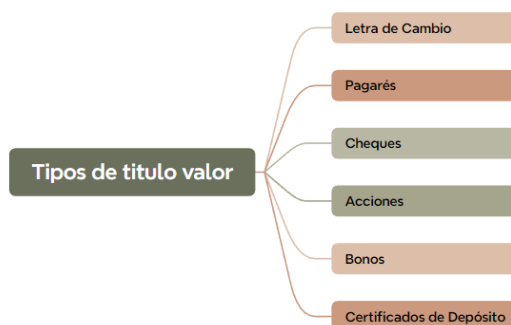 Tipos de titulo valor
Letra de Cambio
Pagarés
Cheques
Acciones
Bonos
Certificados de Depósito